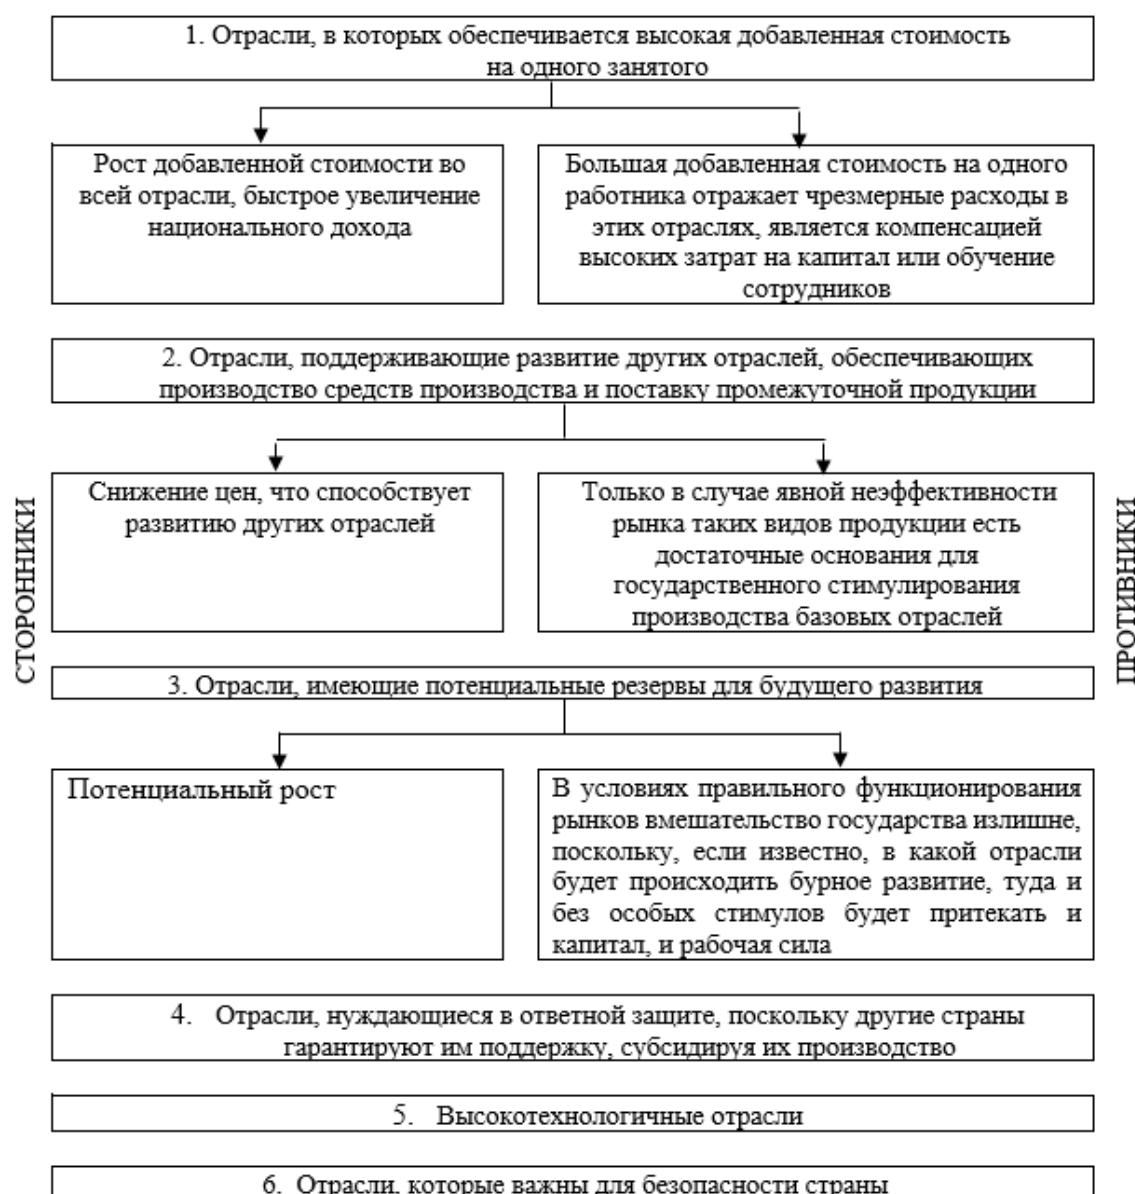 1. Отрасли, в которых обеспечивается высокая добавленная стоимость
на одного занятого
Рост добавленной стоимости во
всей отрасли, быстрое увеличение
национального дохода
Большая добавленная стоимость на одного
работника отражает чрезмерные расходы в
этих отраслях, является компенсацией
высоких затрат на капитал или обучение
сотрудников
2. Отрасли, поддерживающие развитие других отраслей, обеспечивающих
производство средств производства и поставку промежуточной продукции
СТОРОННИКИ
Снижение цен, что способствует
развитию других отраслей
Только в случае явной неэффективности
рынка таких видов продукции есть
достаточные основания для
государственного стимулирования
производства базовых отраслей
ПРОТИВНИКИ
3. Отрасли, имеющие потенциальные резервы для будущего развития
Потенциальный рост
В условиях правильного функционирования
рынков вмешательство государства излишне,
поскольку, если известно, в какой отрасли
будет происходить бурное развитие, туда и
без особых стимулов будет притекать и
капитал, и рабочая сила
4. Отрасли, нуждающиеся в ответной защите, поскольку другие страны
гарантируют им поддержку, субсидируя их производство
5. Высокотехнологичные отрасли
6. Отрасли, которые важны для безопасности страны